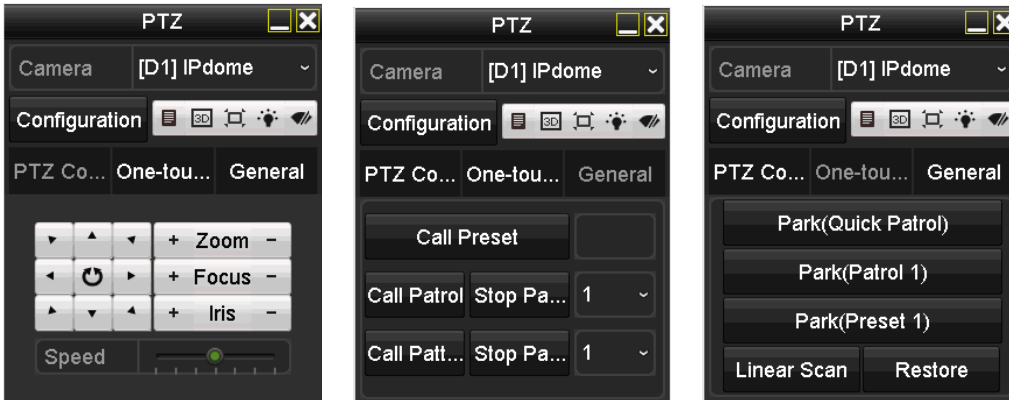 PTZ
Camera [D1] IPdome
Configuration 3D
PTZ Co... One-tou... General
+ Zoom -
+ Focus -
+ Iris -
Speed
PTZ
Camera [D1] IPdome
Configuration 3D
PTZ Co... One-tou... General
Call Preset
Call Patrol Stop Pa... 1
Call Patt... Stop Pa... 1
PTZ
Camera [D1] IPdome
Configuration 3D
PTZ Co... One-tou... General
Park(Quick Patrol)
Park(Patrol 1)
Park(Preset 1)
Linear Scan Restore